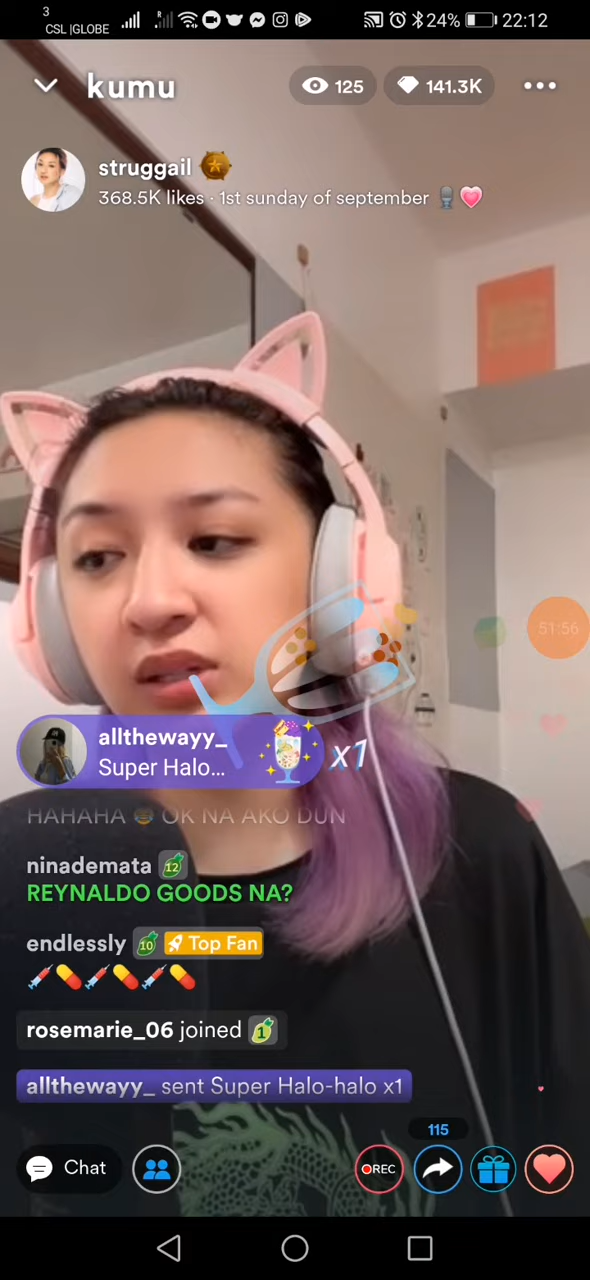 3
CSL |GLOBE
R
24%
22:12
kumu
125
141.3K
struggail
368.5K likes · 1st sunday of september
51:56
allthewayy_
Super Halo...
x1
HAHAHA OK NA AKO DUN
ninademata 12
REYNALDO GOODS NA?
endlessly 10 Top Fan
rosemarie_06 joined 1
allthewayy_ sent Super Halo-halo x1
115
Chat
REC